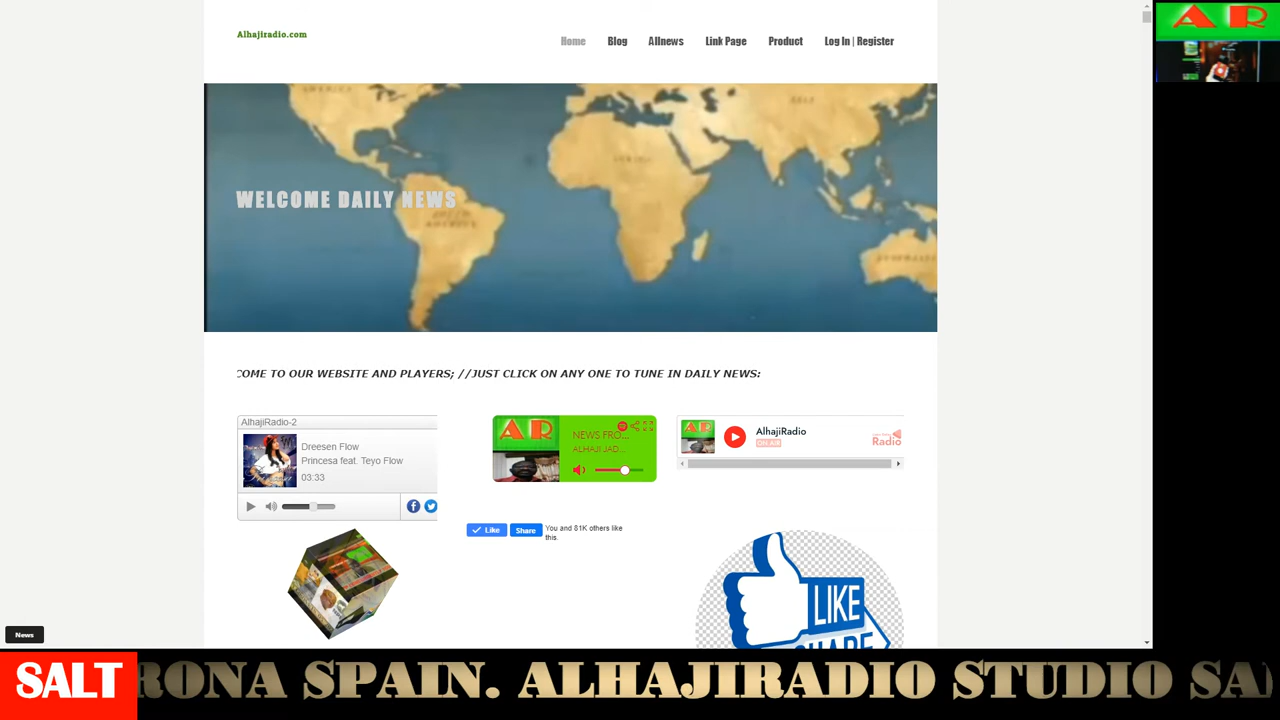 Alhajiradio.com
Home Blog Allnews Link Page Product Log In | Register
A R
WELCOME DAILY NEWS
COME TO OUR WEBSITE AND PLAYERS; //JUST CLICK ON ANY ONE TO TUNE IN DAILY NEWS:
AlhajiRadio-2
Dreesen Flow
Princesa feat. Teyo Flow
03:33
A R
NEWS FRO...
ALHAJI JAD...
A R
AlhajiRadio
ON AIR
Radio
Like Share You and 81K others like this.
LIKE
SHARE
News
SALT
RONA SPAIN. ALHAJIRADIO STUDIO SA